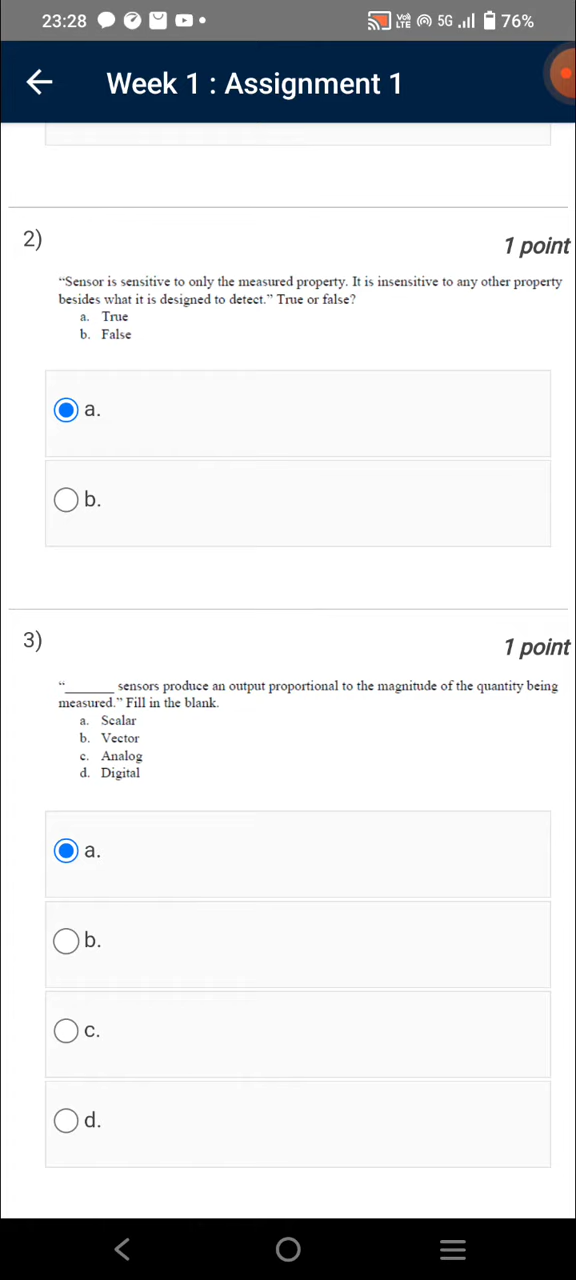 23:28 Vo) LTE 5G 76%
Week 1 : Assignment 1
2)
1 point
“Sensor is sensitive to only the measured property. It is insensitive to any other property
besides what it is designed to detect.” True or false?
a. True
b. False
a.
b.
3)
1 point
“_______ sensors produce an output proportional to the magnitude of the quantity being
measured.” Fill in the blank.
a. Scalar
b. Vector
c. Analog
d. Digital
a.
b.
c.
d.